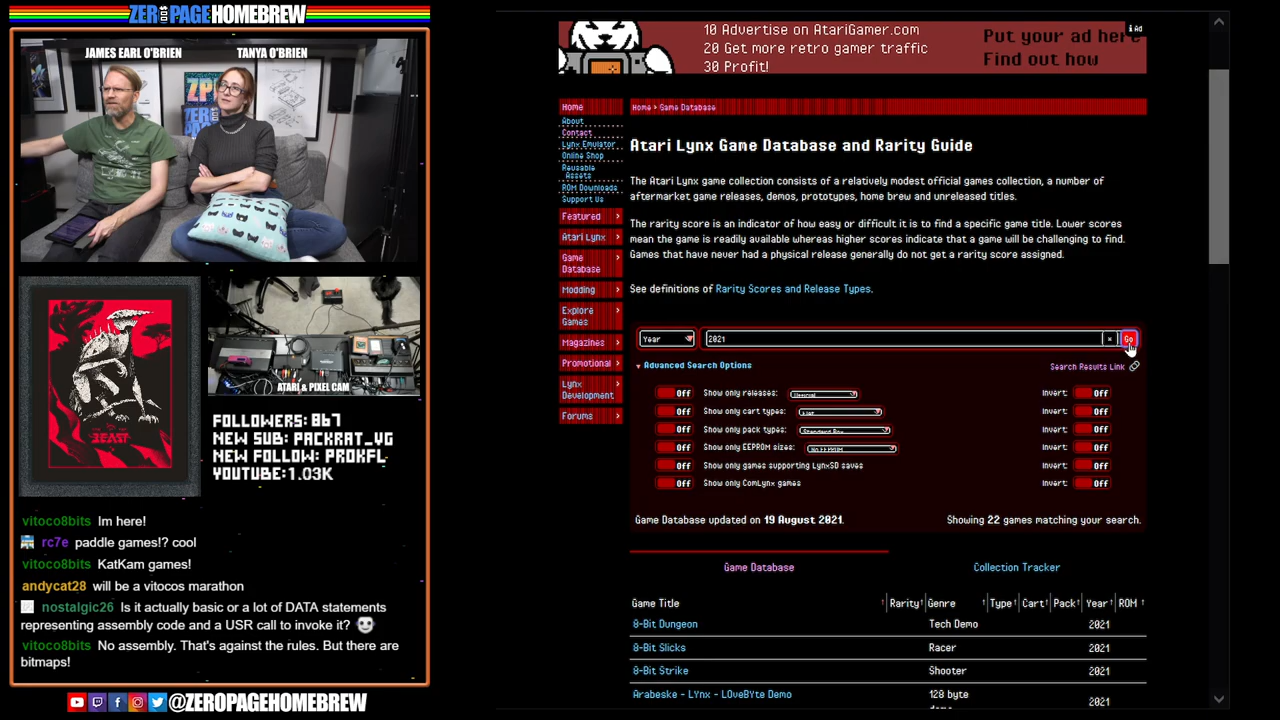 ZERO PAGE HOMEBREW
JAMES EARL O'BRIEN
TANYA O'BRIEN
ATARI & PIXEL CAM
FOLLOWERS: 867
NEW SUB: PACKRAT_VG
NEW FOLLOW: PROKFL
YOUTUBE: 1.03K
vitoco8bits Im here!
rc7e paddle games!? cool
vitoco8bits KatKam games!
andycat28 will be a vitocos marathon
nostalgic26 Is it actually basic or a lot of DATA statements
representing assembly code and a USR call to invoke it?
vitoco8bits No assembly. That's against the rules. But there are
bitmaps!
@ZEROPAGEHOMEBREW
10 Advertise on AtariGamer.com
20 Get more retro gamer traffic
30 Profit!
Put your ad here
Find out how
Ad
Home
About
Contact
Lynx Emulator
Online Shop
Reusable
Assets
ROM Downloads
Support Us
Featured
Atari Lynx
Game
Database
Modding
Explore
Games
Magazines
Promotional
Lynx
Development
Forums
Home > Game Database
Atari Lynx Game Database and Rarity Guide
The Atari Lynx game collection consists of a relatively modest official games collection, a number of
aftermarket game releases, demos, prototypes, home brew and unreleased titles.
The rarity score is an indicator of how easy or difficult it is to find a specific game title. Lower scores
mean the game is readily available whereas higher scores indicate that a game will be challenging to find.
Games that have never had a physical release generally do not get a rarity score assigned.
See definitions of Rarity Scores and Release Types.
Year 2021 × Go
Advanced Search Options Search Results Link
Off Show only releases: Invert: Off
Off Show only cart types: Invert: Off
Off Show only pack types: Standard Box Invert: Off
Off Show only EEPROM sizes: No EEPROM Invert: Off
Off Show only games supporting LynxSD saves Invert: Off
Off Show only ComLynx games Invert: Off
Game Database updated on 19 August 2021. Showing 22 games matching your search.
Game Database Collection Tracker
Game Title Rarity Genre Type Cart Pack Year ROM
8-Bit Dungeon Tech Demo 2021
8-Bit Slicks Racer 2021
8-Bit Strike Shooter 2021
Arabeske - LYnx - LOveBYte Demo 128 byte 2021